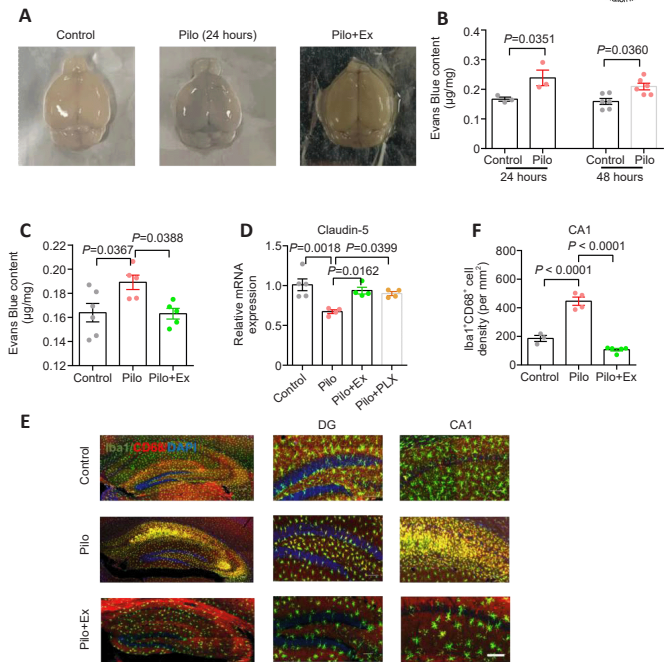 A
Control
Pilo (24 hours)
Pilo+Ex
B
Evans Blue content
(μg/mg)
0.4
0.3
0.2
0.1
0
P=0.0351
P=0.0360
Control
Pilo
Control
Pilo
24 hours
48 hours
C
Evans Blue content
(μg/mg)
0.20
0.18
0.16
0.14
0.12
P=0.0367
P=0.0388
Control
Pilo
Pilo+Ex
D
Claudin-5
Relative mRNA
expression
1.5
1.0
0.5
0
P=0.0018
P=0.0399
P=0.0162
Control
Pilo
Pilo+Ex
Pilo+PLX
F
CA1
Iba1+CD68+ cell
density (per mm²)
800
600
400
200
0
P < 0.0001
P < 0.0001
Control
Pilo
Pilo+Ex
E
DG
CA1
Control
Iba1/CD68/DAPI
Pilo
Pilo+Ex